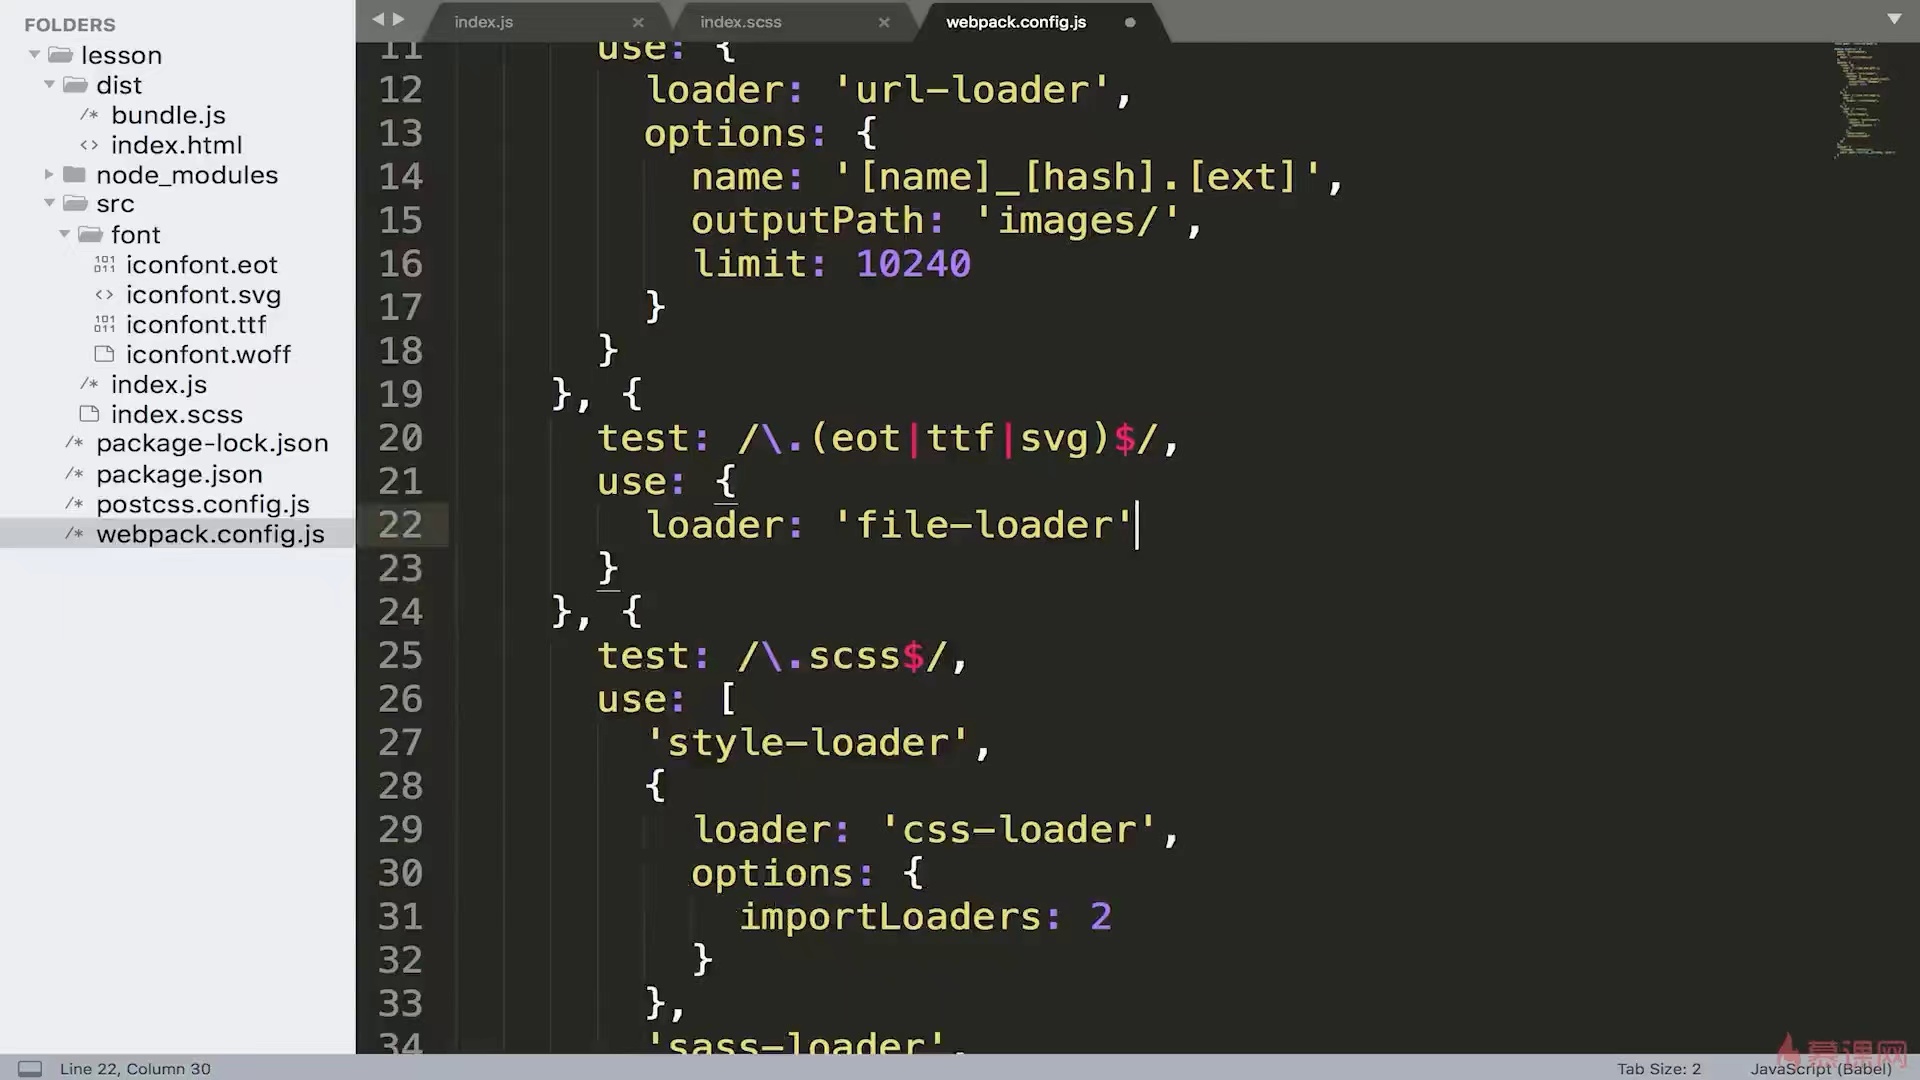 FOLDERS
lesson
dist
/* bundle.js
<> index.html
node_modules
src
font
iconfont.eot
<> iconfont.svg
iconfont.ttf
iconfont.woff
/* index.js
index.scss
/* package-lock.json
/* package.json
/* postcss.config.js
/* webpack.config.js
index.js
index.scss
webpack.config.js
11 use: {
12 loader: 'url-loader',
13 options: {
14 name: '[name]_[hash].[ext]',
15 outputPath: 'images/',
16 limit: 10240
17 }
18 }
19 }, {
20 test: /\.(eot|ttf|svg)$/,
21 use: {
22 loader: 'file-loader'
23 }
24 }, {
25 test: /\.scss$/,
26 use: [
27 'style-loader',
28 {
29 loader: 'css-loader',
30 options: {
31 importLoaders: 2
32 }
33 },
34 'sass-loader',
Line 22, Column 30
Tab Size: 2
JavaScript (Babel)
慕课网